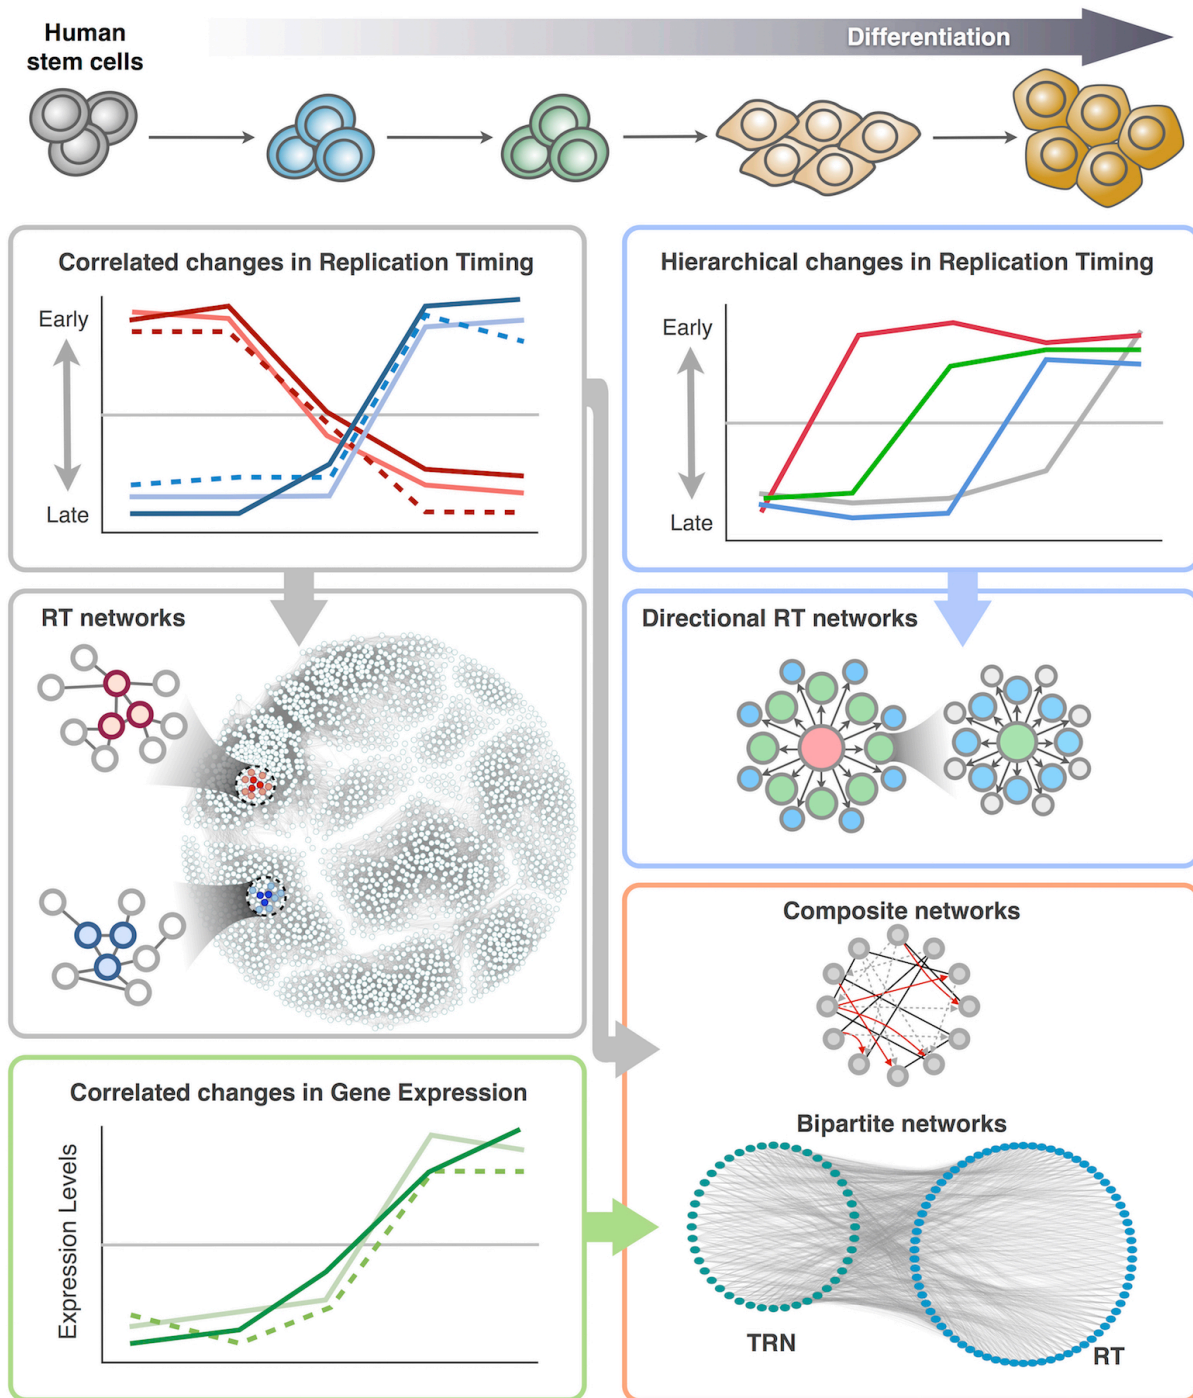 Human
stem cells
Differentiation
Correlated changes in Replication Timing
Early
Late
Hierarchical changes in Replication Timing
Early
Late
RT networks
Directional RT networks
Composite networks
Correlated changes in Gene Expression
Expression Levels
Bipartite networks
TRN
RT